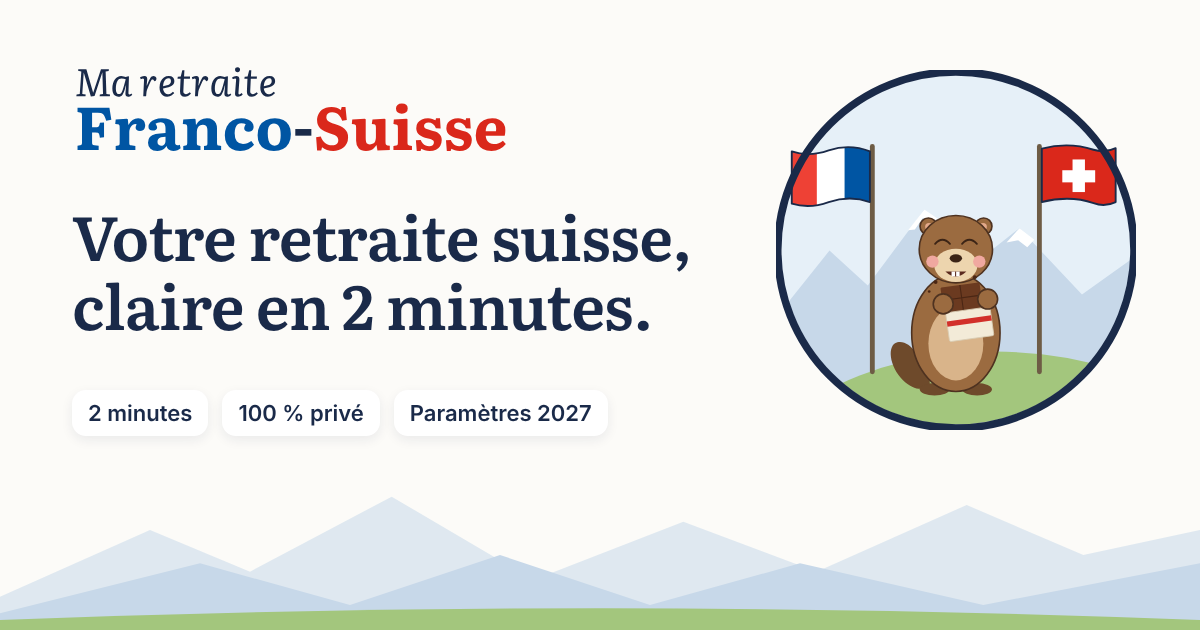 Ma retraite
Franco-Suisse
Votre retraite suisse,
claire en 2 minutes.
2 minutes
100 % privé
Paramètres 2027